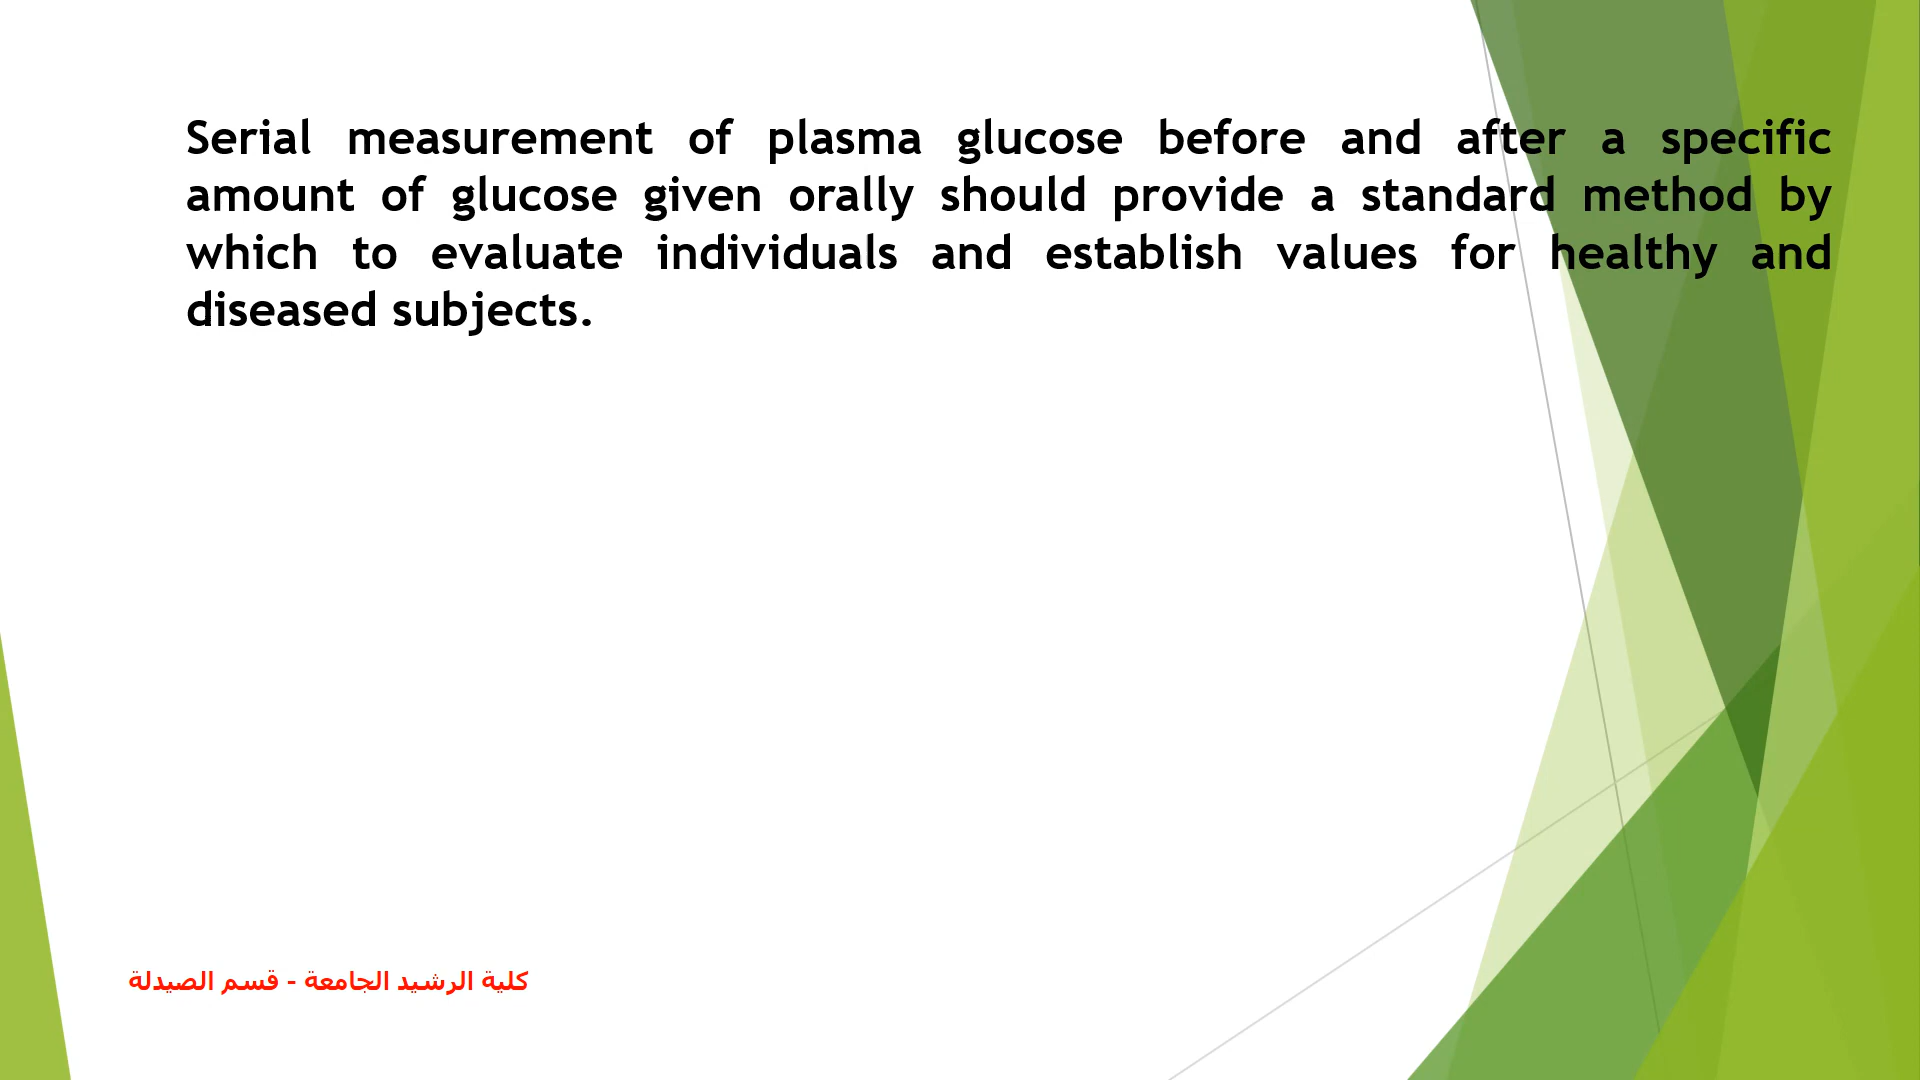 Serial measurement of plasma glucose before and after a specific
amount of glucose given orally should provide a standard method by
which to evaluate individuals and establish values for healthy and
diseased subjects.
كلية الرشيد الجامعة - قسم الصيدلة